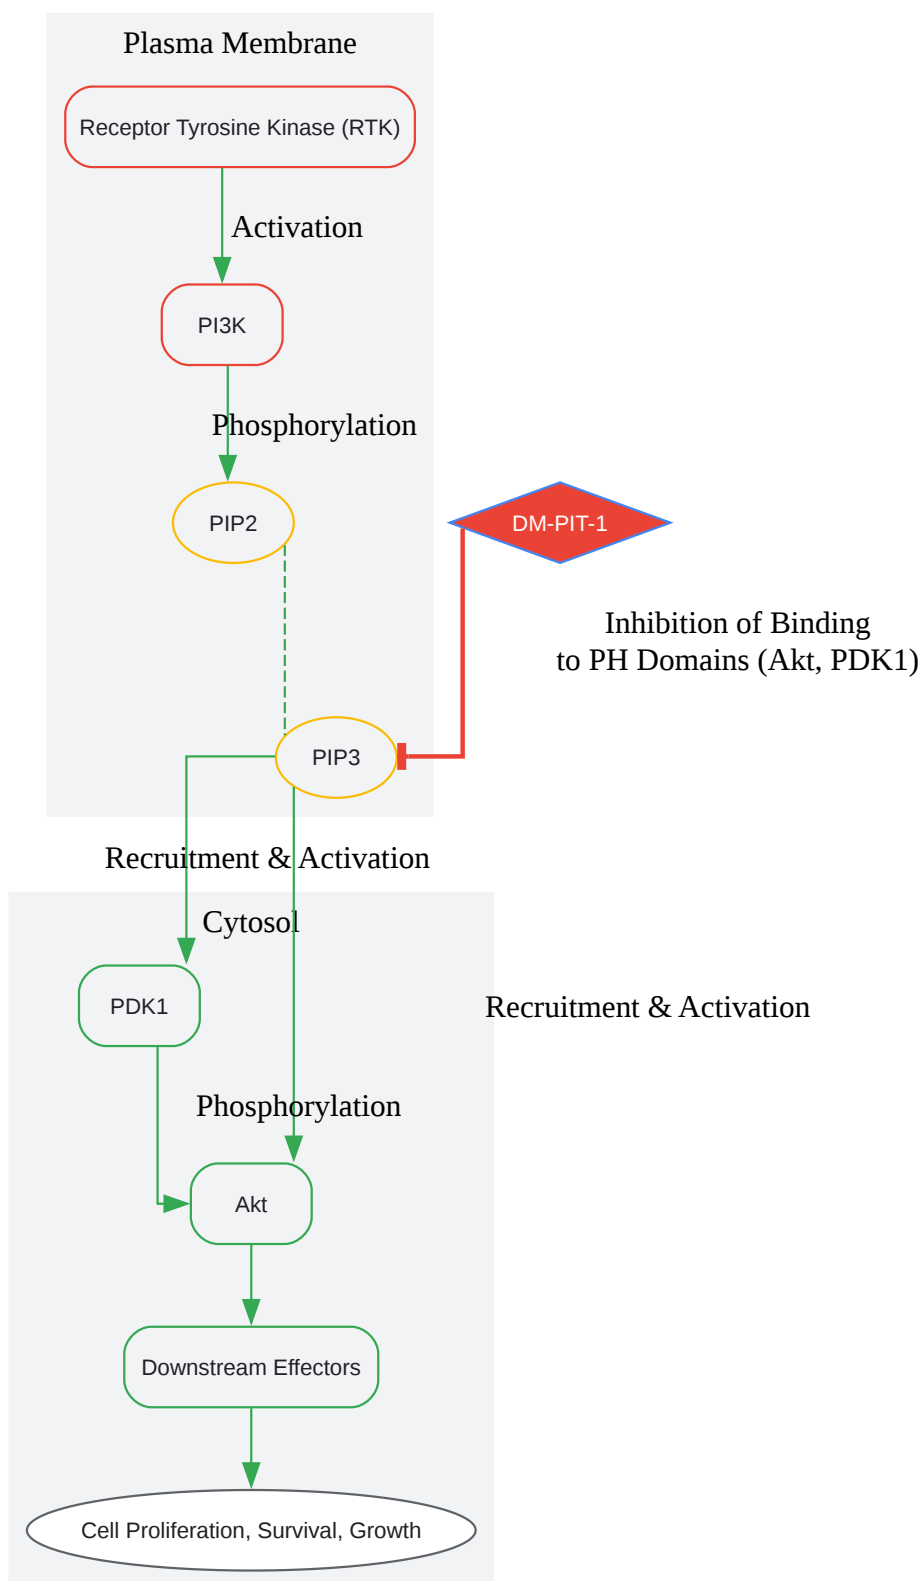 Plasma Membrane
Receptor Tyrosine Kinase (RTK)
Activation
PI3K
Phosphorylation
PIP2
DM-PIT-1
Inhibition of Binding
to PH Domains (Akt, PDK1)
PIP3
Recruitment & Activation
Cytosol
PDK1
Recruitment & Activation
Phosphorylation
Akt
Downstream Effectors
Cell Proliferation, Survival, Growth